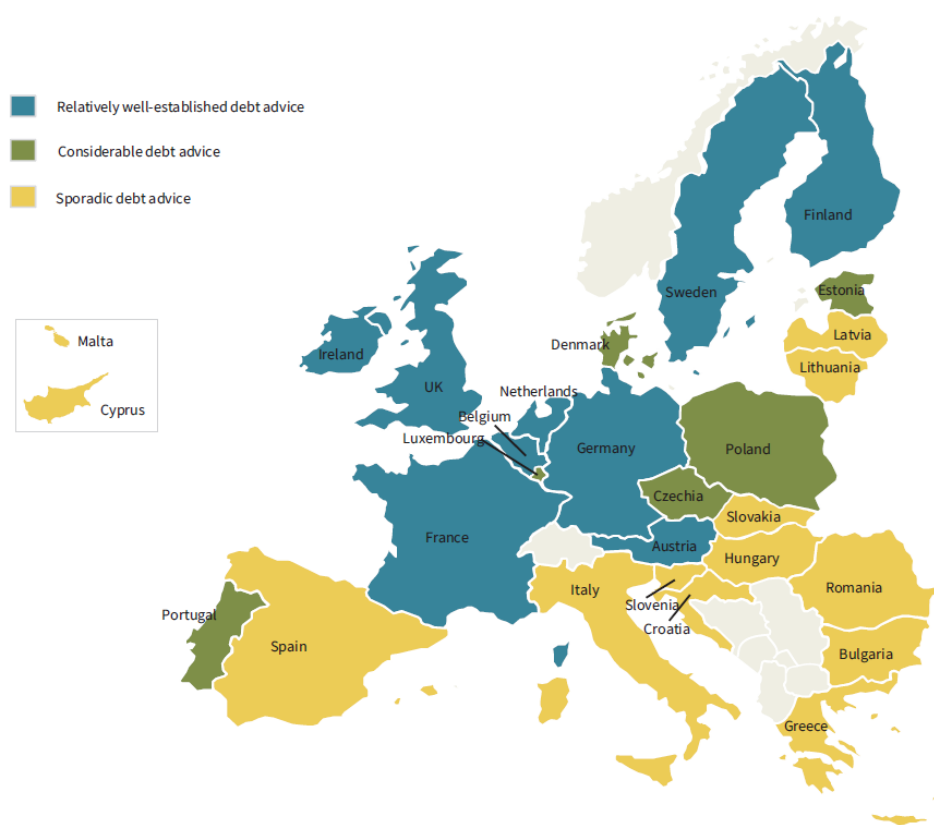 Relatively well-established debt advice
Considerable debt advice
Sporadic debt advice
Finland
Sweden
Estonia
Malta
Latvia
Denmark
Ireland
Lithuania
UK
Netherlands
Cyprus
Belgium
Luxembourg
Germany
Poland
Czechia
Slovakia
France
Austria
Hungary
Italy
Romania
Slovenia
Portugal
Croatia
Spain
Bulgaria
Greece